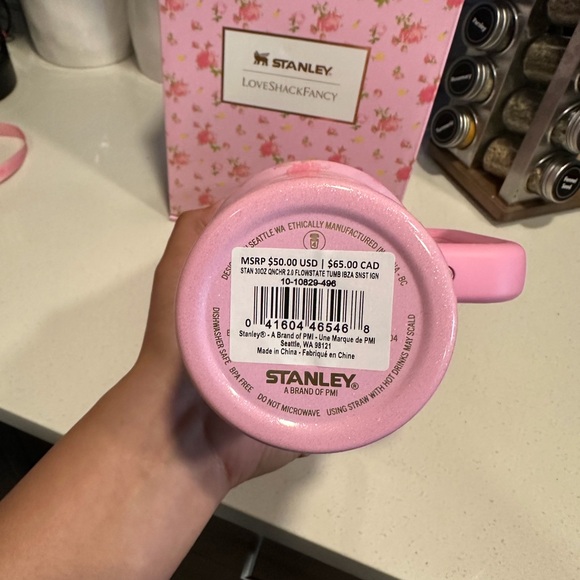 STANLEY
LOVESHACKFANCY
SEATTLE WA ETHICALLY MANUFACTURED IN
MSRP $50.00 USD | $65.00 CAD
STAN 30OZ QNCHR 2.0 FLOWSTATE TUMB IBZA SNST IGN
10-10829-496
0 41604 46546 8
Stanley® - A Brand of PMI - Une Marque de PMI
Seattle, WA 98121
Made in China - Fabriqué en Chine
STANLEY®
A BRAND OF PMI
DISHWASHER SAFE BPA FREE DO NOT MICROWAVE USING STRAW WITH HOT DRINKS MAY SCALD